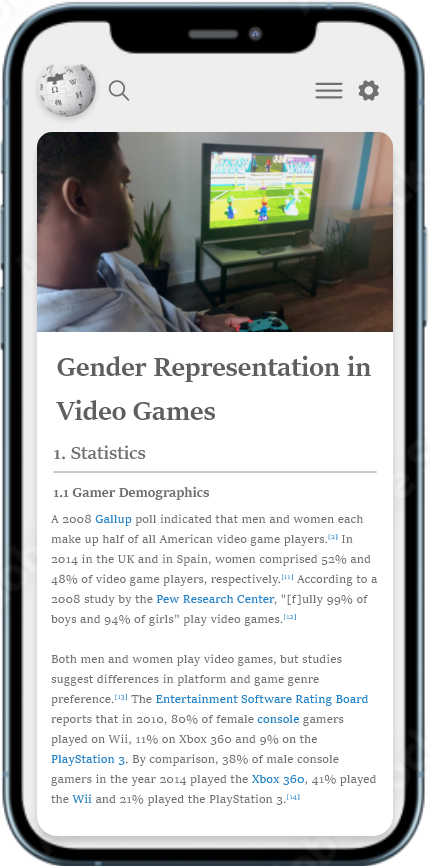 Gender Representation in
Video Games
1. Statistics
1.1 Gamer Demographics
A 2008 Gallup poll indicated that men and women each
make up half of all American video game players.[2] In
2014 in the UK and in Spain, women comprised 52% and
48% of video game players, respectively.[11] According to a
2008 study by the Pew Research Center, "[f]ully 99% of
boys and 94% of girls" play video games.[12]
Both men and women play video games, but studies
suggest differences in platform and game genre
preference.[13] The Entertainment Software Rating Board
reports that in 2010, 80% of female console gamers
played on Wii, 11% on Xbox 360 and 9% on the
PlayStation 3. By comparison, 38% of male console
gamers in the year 2014 played the Xbox 360, 41% played
the Wii and 21% played the PlayStation 3.[14]